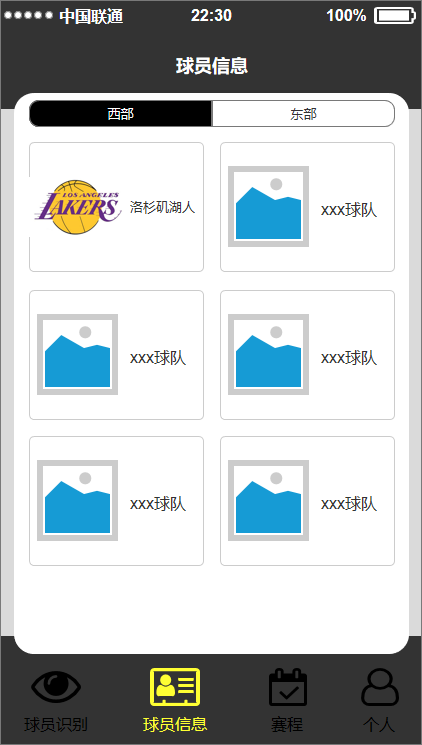 中国联通 22:30 100%
球员信息
西部 东部
LOS ANGELES
LAKERS
洛杉矶湖人 xxx球队
xxx球队 xxx球队
xxx球队 xxx球队
球员识别 球员信息 赛程 个人